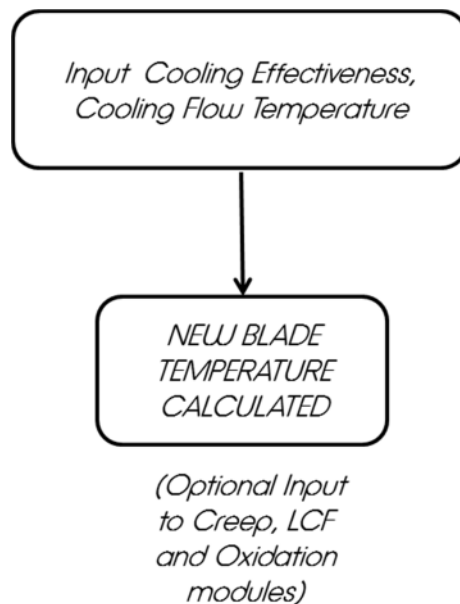 Input Cooling Effectiveness,
Cooling Flow Temperature
NEW BLADE
TEMPERATURE
CALCULATED
(Optional Input
to Creep, LCF
and Oxidation
modules)